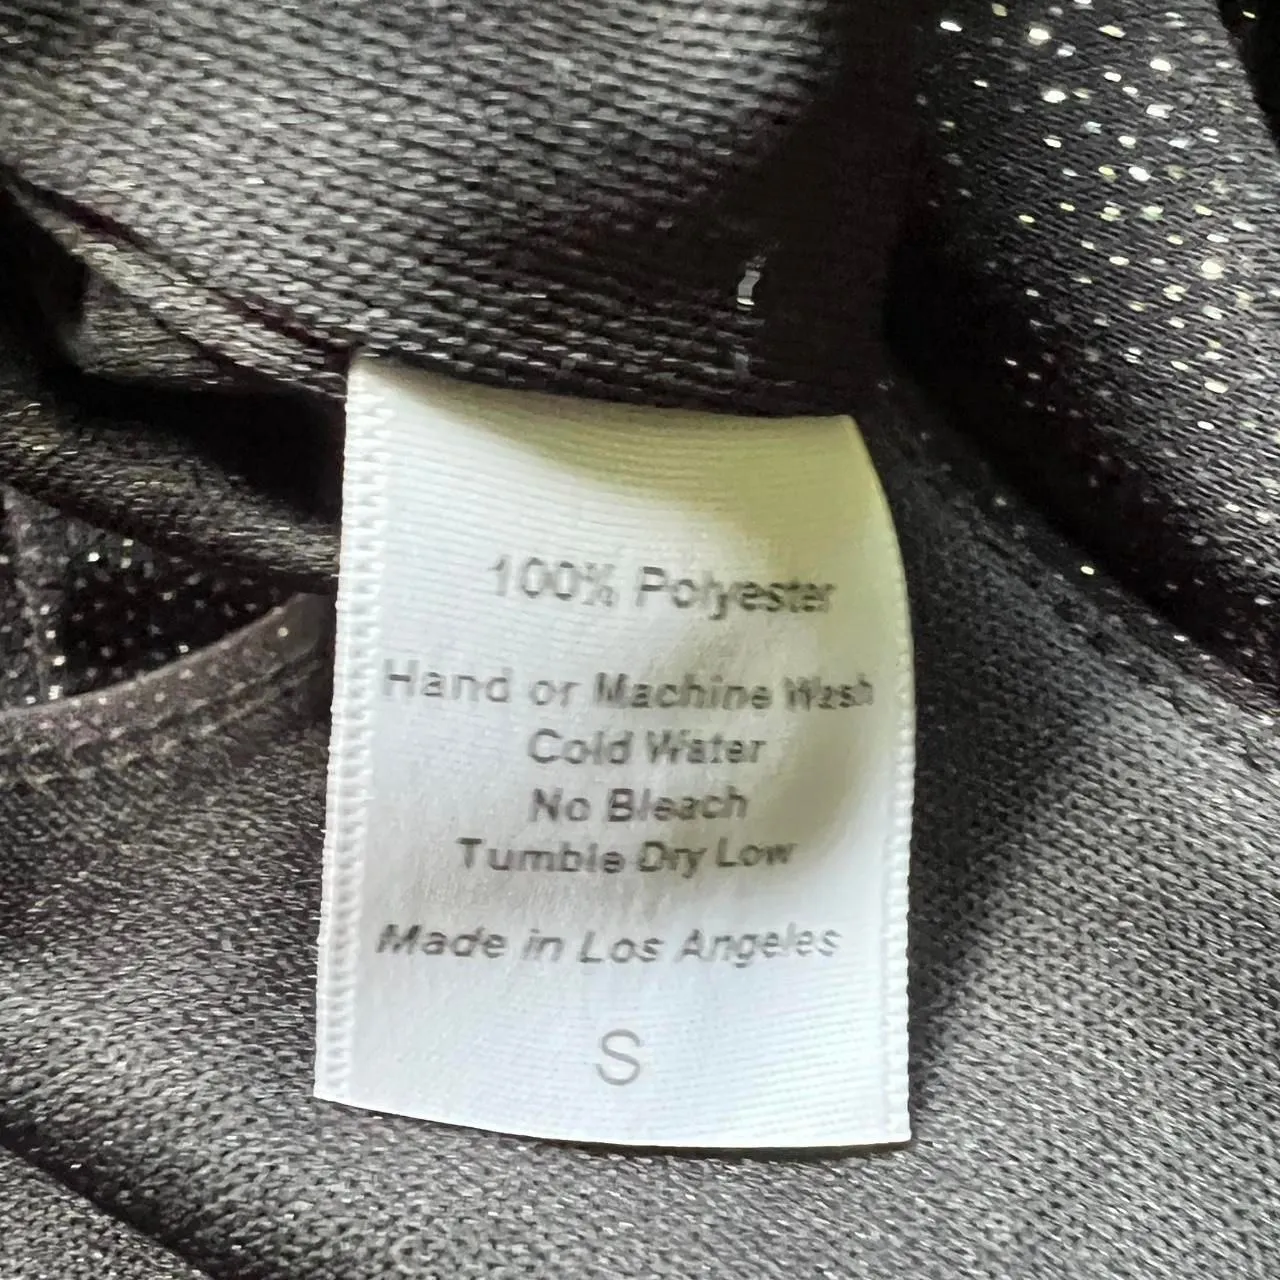 100% Polyester
Hand or Machine Wash
Cold Water
No Bleach
Tumble Dry Low
Made in Los Angeles
S